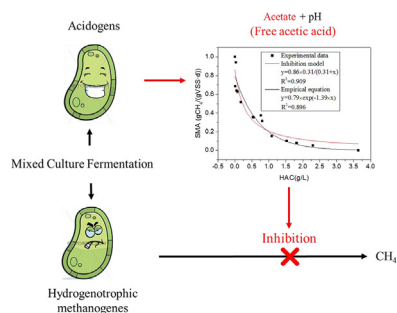 Acidogens
Acetate + pH
(Free acetic acid)
Experimental data
Inhibition model
y=0.86×0.31/(0.31+x)
R²=0.909
Empirical equation
y=0.79×exp(-1.39×x)
R²=0.896
SMA (gCH₄/(gVSS·d))
1.0
0.8
0.6
0.4
0.2
0.0
0.0 0.5 1.0 1.5 2.0 2.5 3.0 3.5 4.0
HAC(g/L)
Mixed Culture Fermentation
Inhibition
CH₄
Hydrogenotrophic
methanogenes